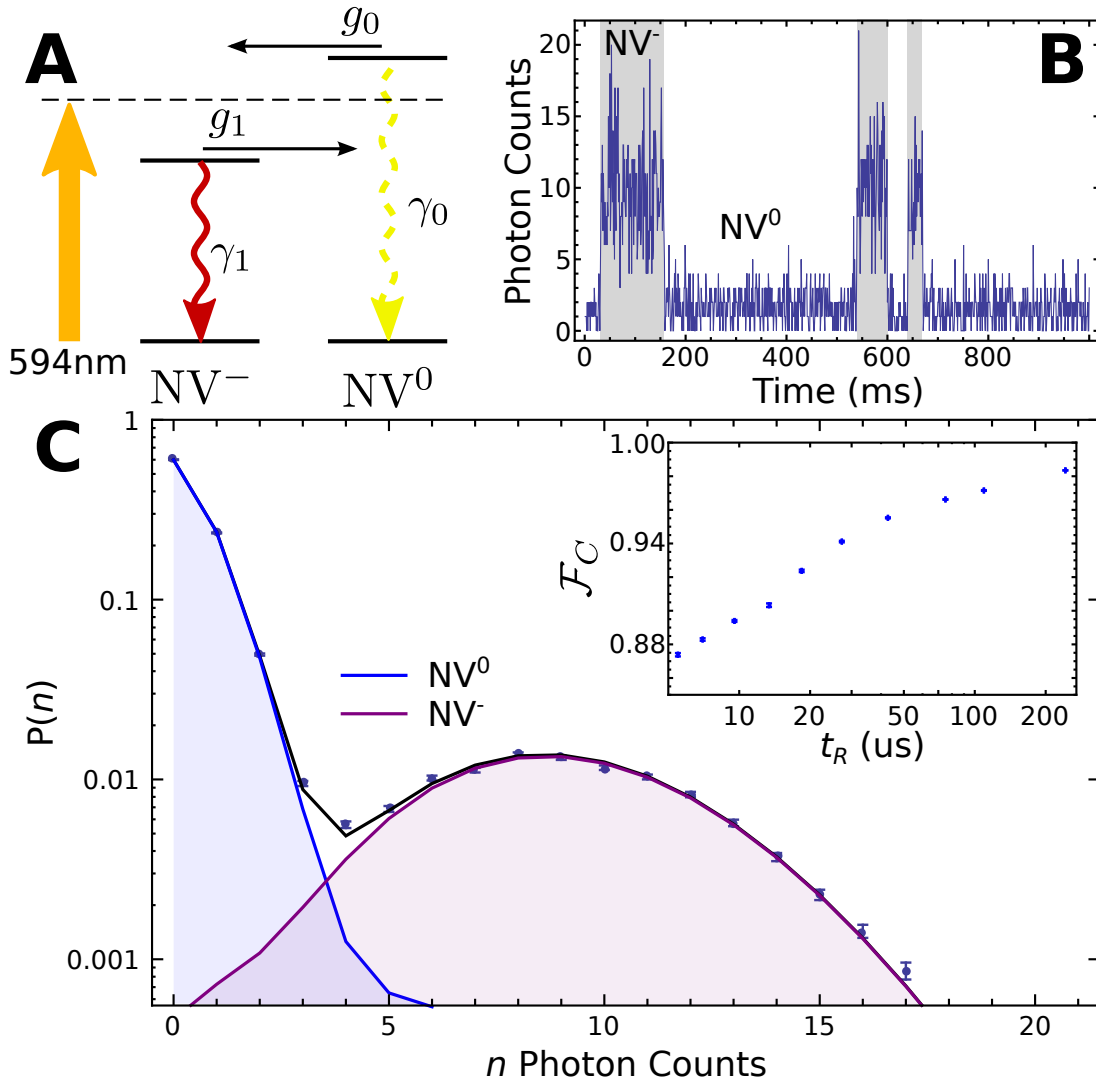 A
g₀
g₁
γ₁
γ₀
594nm
NV⁻
NV⁰
B
NV⁻
NV⁰
Photon Counts
0
5
10
15
20
0
200
400
600
800
Time (ms)
C
P(n)
1
0.1
0.01
0.001
NV⁰
NV⁻
0
5
10
15
20
n Photon Counts
ℱ_C
1.00
0.94
0.88
10
20
50
100
200
t_R (us)